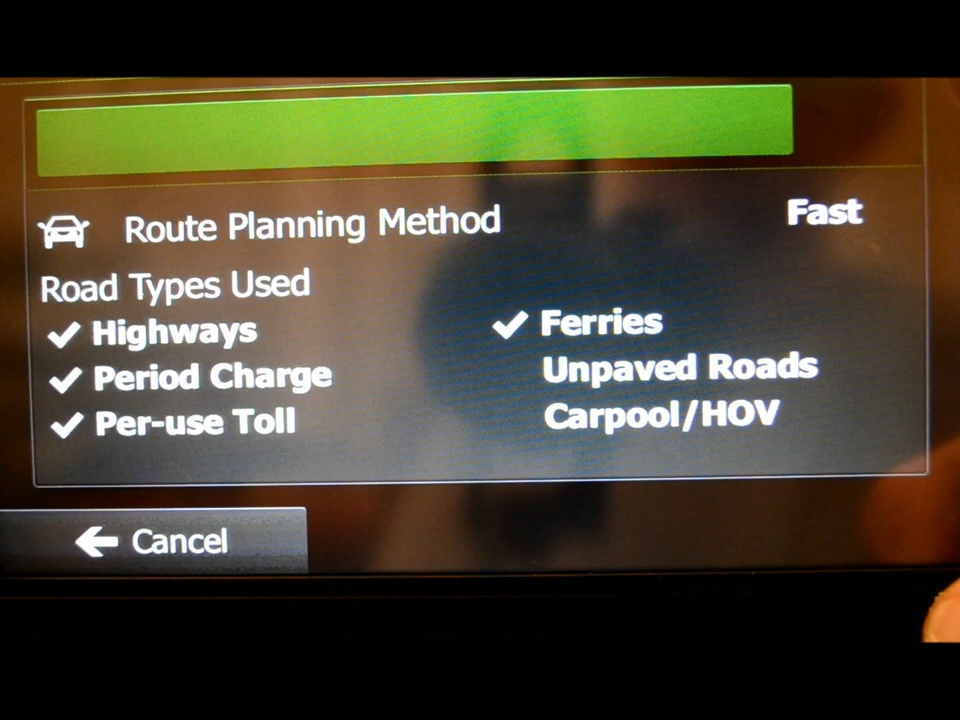 Route Planning Method Fast
Road Types Used
Highways
Period Charge
Per-use Toll
Ferries
Unpaved Roads
Carpool/HOV
Cancel